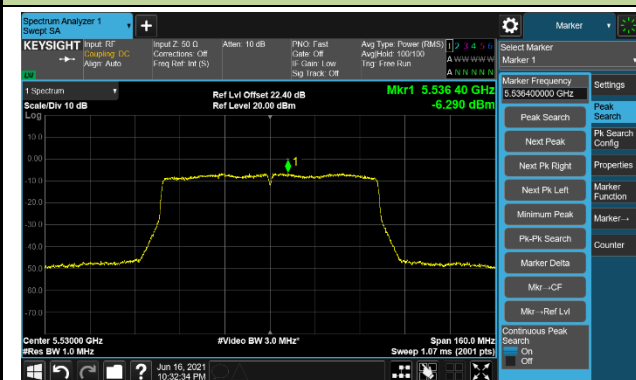 Spectrum Analyzer 1
Swept SA
Marker
KEYSIGHT
Input: RF
Coupling: DC
Align: Auto
Input Z: 50 Ω
Corrections: Off
Freq Ref: Int (S)
Atten: 10 dB
PNO: Fast
Gate: Off
IF Gain: Low
Sig Track: Off
Avg Type: Power (RMS)
Avg|Hold: 100/100
Trig: Free Run
1 2 3 4 5 6
A W W W W W
A N N N N N
Select Marker
Marker 1
LXI
1 Spectrum
Scale/Div 10 dB
Log
Ref Lvl Offset 22.40 dB
Ref Level 20.00 dBm
Mkr1 5.536 40 GHz
-6.290 dBm
Marker Frequency
5.536400000 GHz
Peak Search
Next Peak
Next Pk Right
Next Pk Left
Minimum Peak
Pk-Pk Search
Marker Delta
Mkr→CF
Mkr→Ref Lvl
Continuous Peak
Search
On
Off
Settings
Peak
Search
Pk Search
Config
Properties
Marker
Function
Marker→
Counter
10.0
0.00
-10.0
-20.0
-30.0
-40.0
-50.0
-60.0
-70.0
1
Center 5.53000 GHz
#Res BW 1.0 MHz
#Video BW 3.0 MHz*
Span 160.0 MHz
Sweep 1.07 ms (2001 pts)
?
Jun 16, 2021
10:32:34 PM